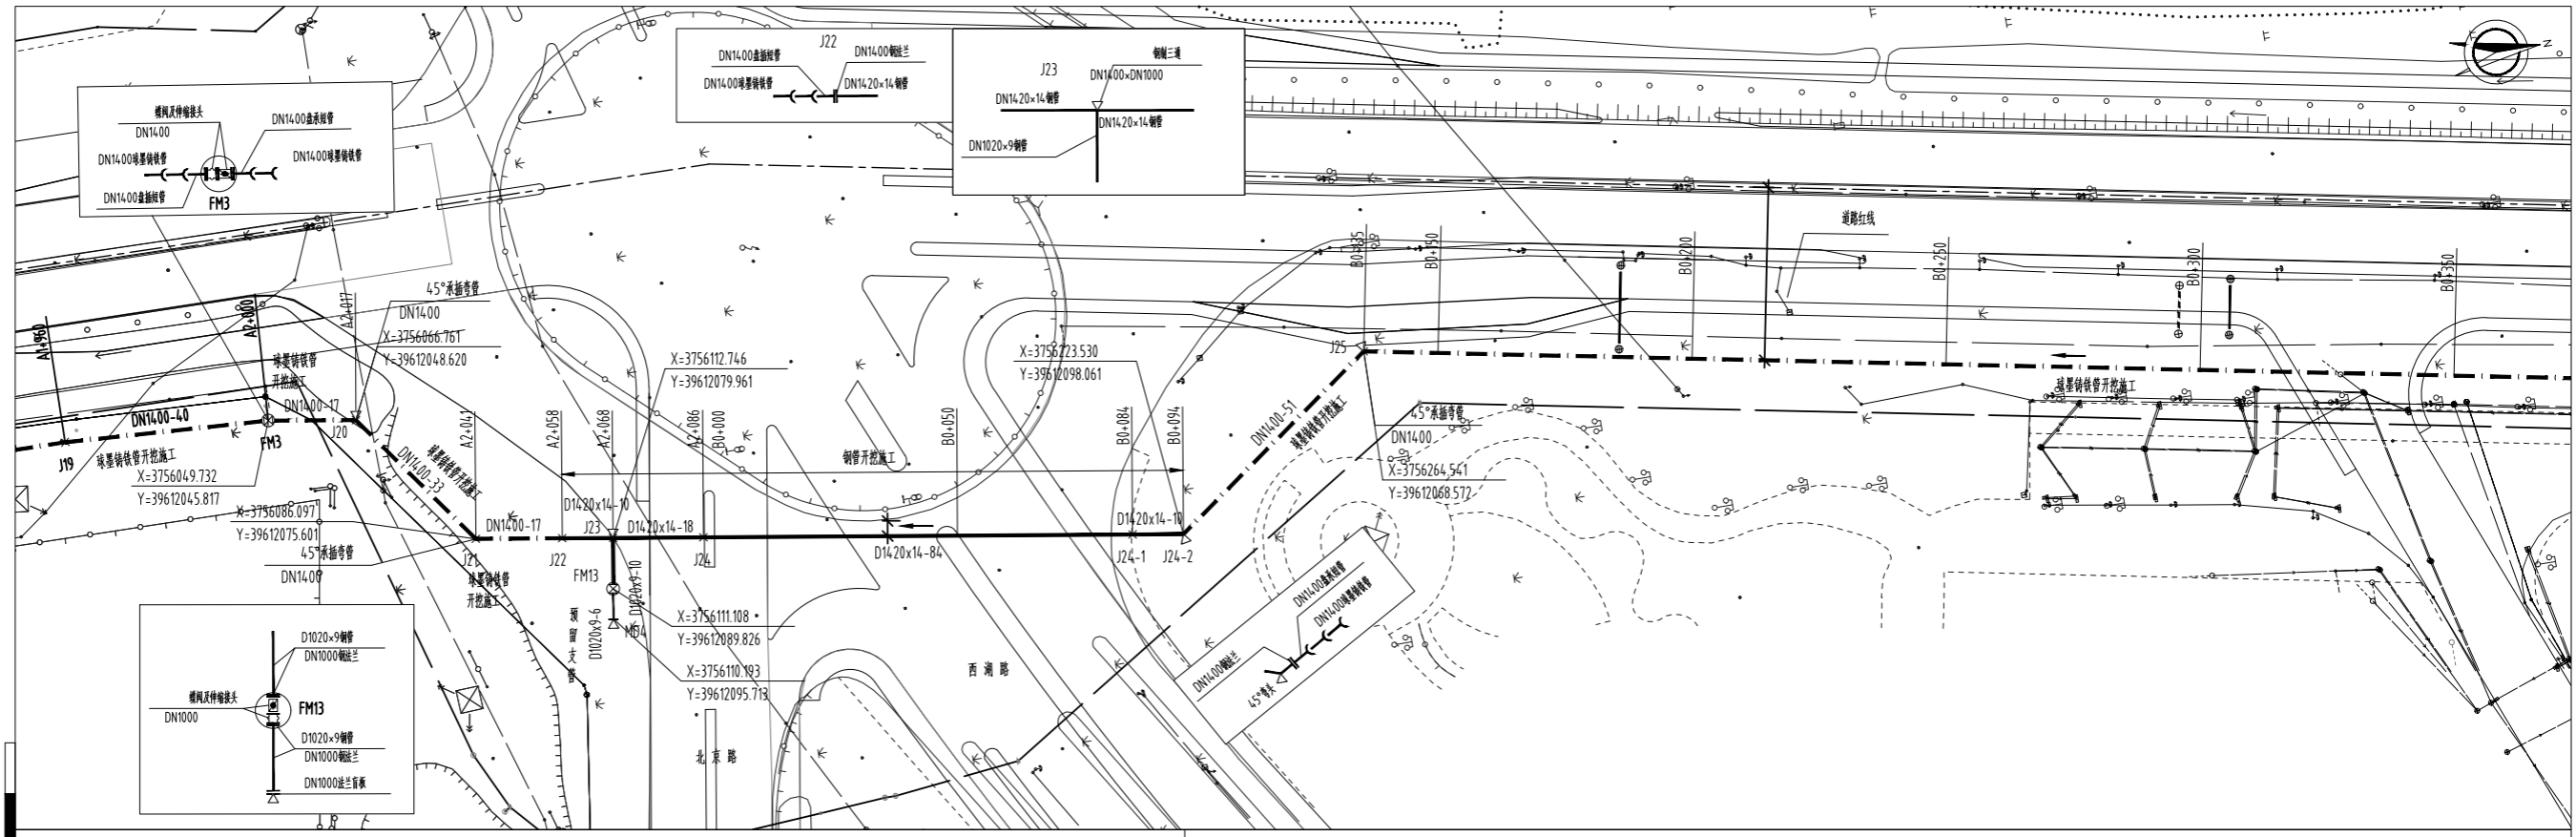 J22
DN1400盘插短管
DN1400钢法兰
DN1400球墨铸铁管
DN1420×14钢管
J23
钢制三通
DN1400×DN1000
DN1420×14钢管
DN1420×14钢管
DN1020×9钢管
蝶阀及伸缩接头
DN1400
DN1400盘承短管
DN1400球墨铸铁管
DN1400球墨铸铁管
DN1400盘插短管
FM3
N
道路红线
A1+960
A2+000
A2+017
45°承插弯管
DN1400
X=3756066.761
Y=39612048.620
球墨铸铁管
开挖施工
DN1400-17
DN1400-40
J19
FM3
J20
球墨铸铁管开挖施工
X=3756049.732
Y=39612045.817
DN1400-33
球墨铸铁管开挖施工
X=3756086.097
Y=39612075.601
45°承插弯管
DN1400
A2+041
A2+058
A2+068
A2+086
B0+000
B0+050
B0+084
B0+094
B0+135
B0+150
B0+200
B0+250
B0+300
B0+350
X=3756112.746
Y=39612079.961
X=3756223.530
Y=39612098.061
钢管开挖施工
DN1400-17
D1420x14-10
D1420x14-18
D1420x14-84
D1420x14-10
J21
J22
J23
J24
J24-1
J24-2
J25
球墨铸铁管
开挖施工
FM13
D1020x9-10
D1020x9-6
预留支管
MD4
X=3756111.108
Y=39612089.826
X=3756110.193
Y=39612095.713
DN1400-51
球墨铸铁管开挖施工
45°承插弯管
DN1400
X=3756264.541
Y=39612068.572
球墨铸铁管开挖施工
西湖路
北京路
DN1400盘承短管
DN1400球墨铸铁管
DN1400钢法兰
45°弯头
D1020×9钢管
DN1000钢法兰
蝶阀及伸缩接头
DN1000
FM13
D1020×9钢管
DN1000钢法兰
DN1000法兰盲板